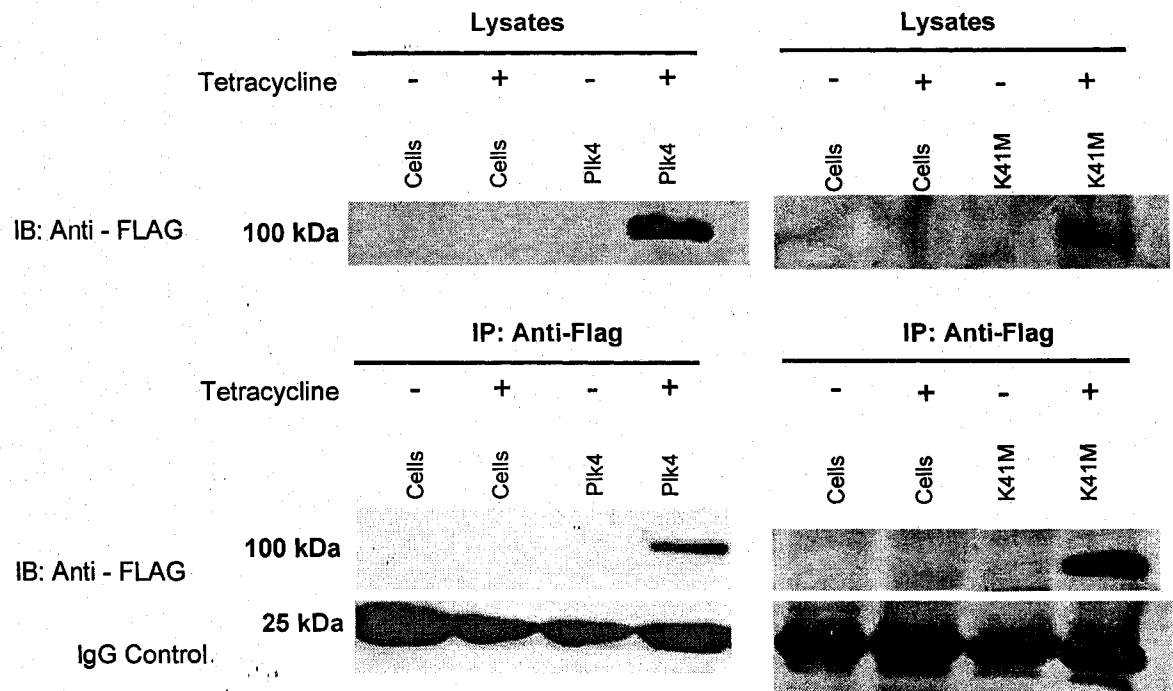 Lysates Lysates
Tetracycline - + - + - + - +
Cells Cells Plk4 Plk4 Cells Cells K41M K41M
IB: Anti - FLAG 100 kDa
IP: Anti-Flag IP: Anti-Flag
Tetracycline - + - + - + - +
Cells Cells Plk4 Plk4 Cells Cells K41M K41M
100 kDa
IB: Anti - FLAG
25 kDa
IgG Control